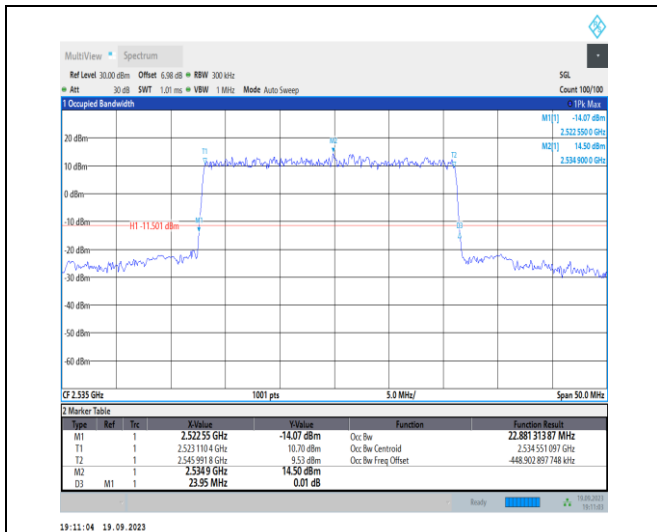 MultiView Spectrum
Ref Level 30.00 dBm Offset 6.98 dB RBW 300 kHz SGL
Att 30 dB SWT 1.01 ms VBW 1 MHz Mode Auto Sweep Count 100/100
1 Occupied Bandwidth 1Pk Max
M1[1] -14.07 dBm
2.522 550 0 GHz
M2[1] 14.50 dBm
2.534 900 0 GHz
20 dBm
M2
T1
T2
10 dBm
0 dBm
-10 dBm
M1
D3
H1 -11.501 dBm
-20 dBm
-30 dBm
-40 dBm
-50 dBm
-60 dBm
CF 2.535 GHz 1001 pts 5.0 MHz/ Span 50.0 MHz
2 Marker Table
Type Ref Trc X-Value Y-Value Function Function Result
M1 1 2.522 55 GHz -14.07 dBm Occ Bw 22.881 313 87 MHz
T1 1 2.523 110 4 GHz 10.70 dBm Occ Bw Centroid 2.534 551 097 GHz
T2 1 2.545 991 8 GHz 9.53 dBm Occ Bw Freq Offset -448.902 897 748 kHz
M2 1 2.534 9 GHz 14.50 dBm
D3 M1 1 23.95 MHz 0.01 dB
Ready 19.09.2023
19:11:03
19:11:04 19.09.2023